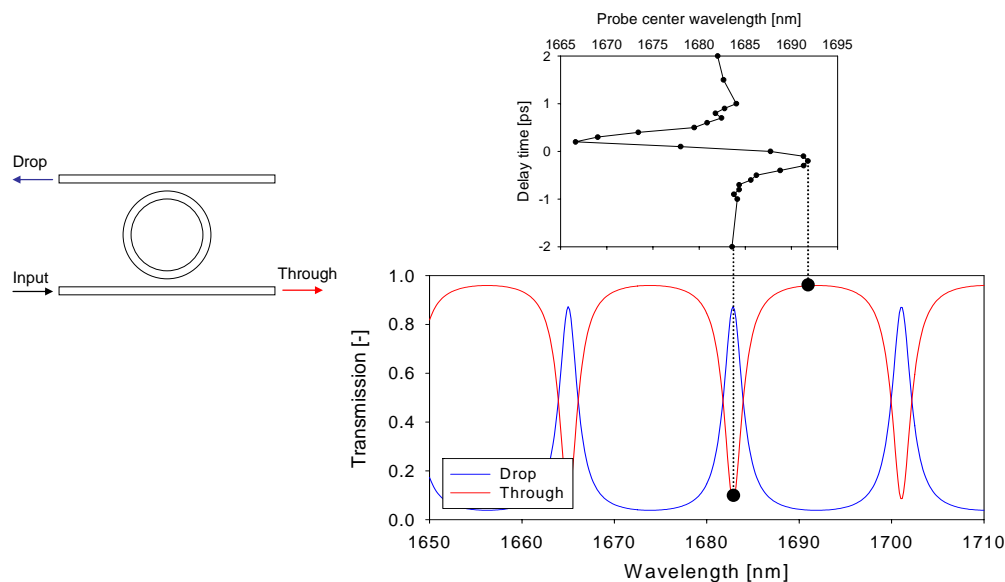 Probe center wavelength [nm]
1665 1670 1675 1680 1685 1690 1695
Delay time [ps]
2
1
0
-1
-2
Drop
Input
Through
Transmission [-]
1.0
0.8
0.6
0.4
0.2
0.0
Drop
Through
1650 1660 1670 1680 1690 1700 1710
Wavelength [nm]